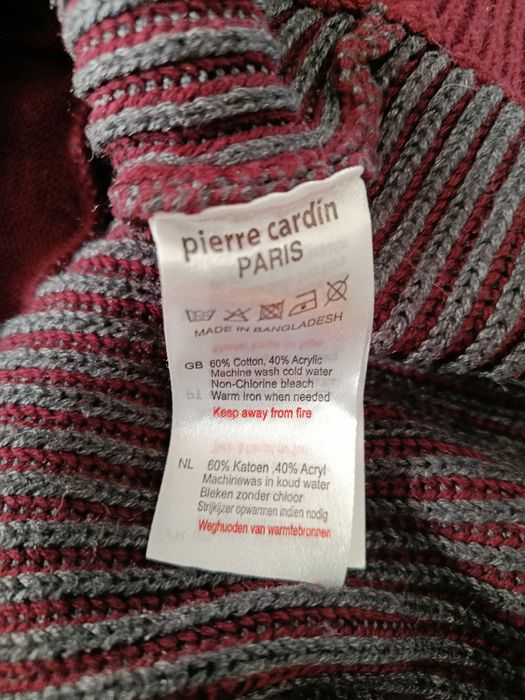 pierre cardin
PARIS
MADE IN BANGLADESH
GB 60% Cotton, 40% Acrylic
Machine wash cold water
Non-Chlorine bleach
Warm Iron when needed
Keep away from fire
NL 60% Katoen ,40% Acryl
Machinewas in koud water
Bleken zonder chloor
Strijkijzer opwarmen indien nodig
Weghuoden van warmtebronnen